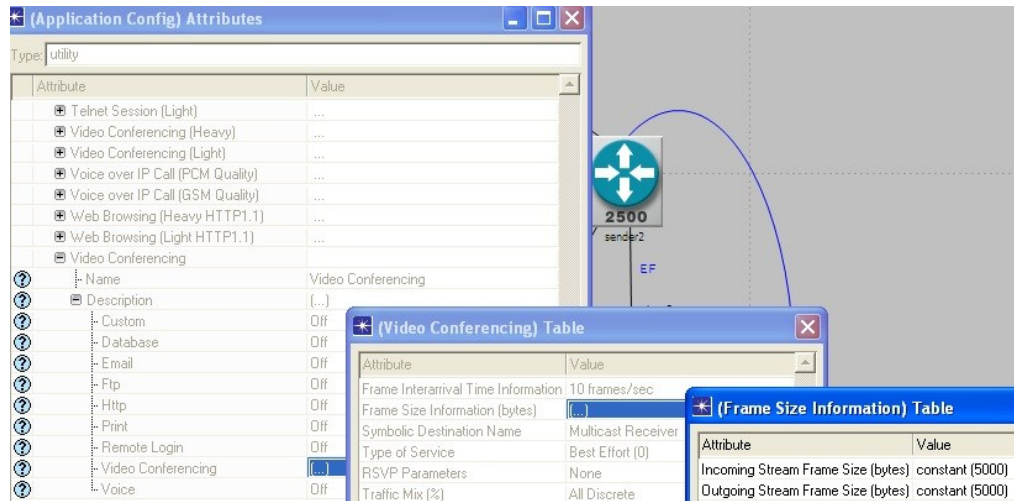 (Application Config) Attributes
Type: utility
Attribute Value
Telnet Session (Light) ...
Video Conferencing (Heavy) ...
Video Conferencing (Light) ...
Voice over IP Call (PCM Quality) ...
Voice over IP Call (GSM Quality) ...
Web Browsing (Heavy HTTP1.1) ...
Web Browsing (Light HTTP1.1) ...
Video Conferencing
Name Video Conferencing
Description (...)
Custom Off
Database Off
Email Off
Ftp Off
Http Off
Print Off
Remote Login Off
Video Conferencing (...)
Voice Off
2500
sender2
EF
(Video Conferencing) Table
Attribute Value
Frame Interarrival Time Information 10 frames/sec
Frame Size Information (bytes) (...)
Symbolic Destination Name Multicast Receiver
Type of Service Best Effort (0)
RSVP Parameters None
Traffic Mix (%) All Discrete
(Frame Size Information) Table
Attribute Value
Incoming Stream Frame Size (bytes) constant (5000)
Outgoing Stream Frame Size (bytes) constant (5000)